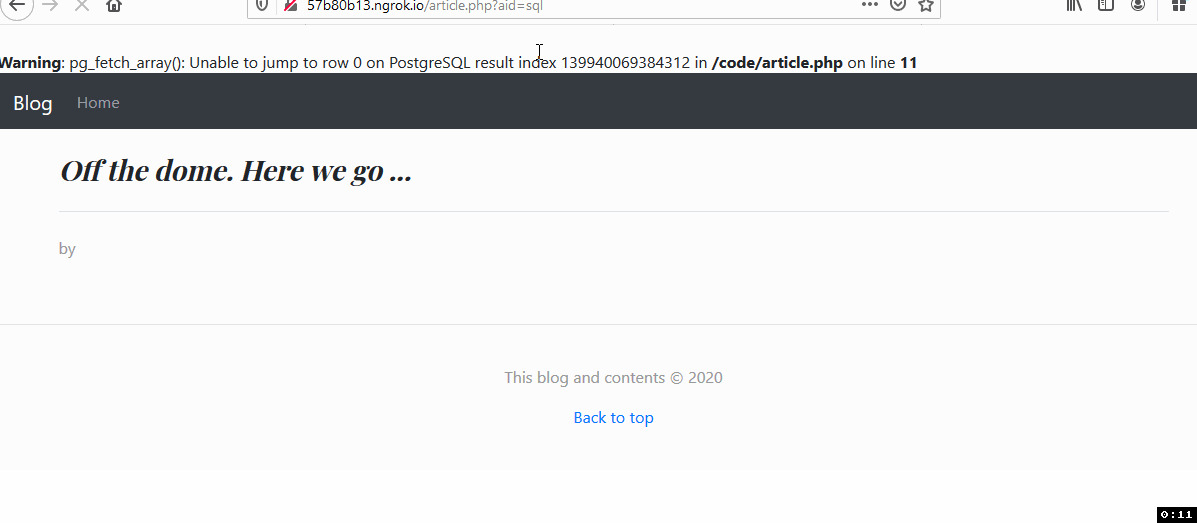 57b80b13.ngrok.io/article.php?aid=sql
Warning: pg_fetch_array(): Unable to jump to row 0 on PostgreSQL result index 139940069384312 in /code/article.php on line 11
Blog Home
Off the dome. Here we go ...
by
This blog and contents © 2020
Back to top
0:11